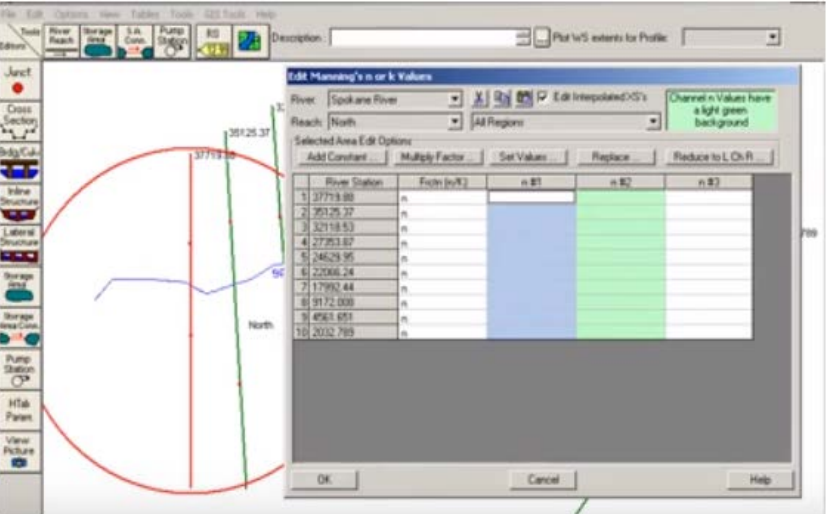 File Edit Options View Tables Tools GIS Tools Help
Tools
Editors
River Reach
Storage Area
S.A. Conn.
Pump Station
RS
Description :
Plot WS extents for Profile:
Junct.
Cross Section
Brdg/Culv
Inline Structure
Lateral Structure
Storage Area
Storage Area Conn.
Pump Station
HTab Param.
View Picture
37719.88
35125.37
North
789
Edit Manning's n or k Values
River: Spokane River
Edit Interpolated XS's
Channel n Values have a light green background
Reach: North
All Regions
Selected Area Edit Options
Add Constant ...
Multiply Factor ...
Set Values ...
Replace ...
Reduce to L Ch R ...
River Station Frctn (n/K) n #1 n #2 n #3
1 37719.88 n
2 35125.37 n
3 32118.53 n
4 27353.87 n
5 24629.95 n
6 22066.24 n
7 17992.44 n
8 9172.008 n
9 4561.651 n
10 2032.789 n
OK
Cancel
Help